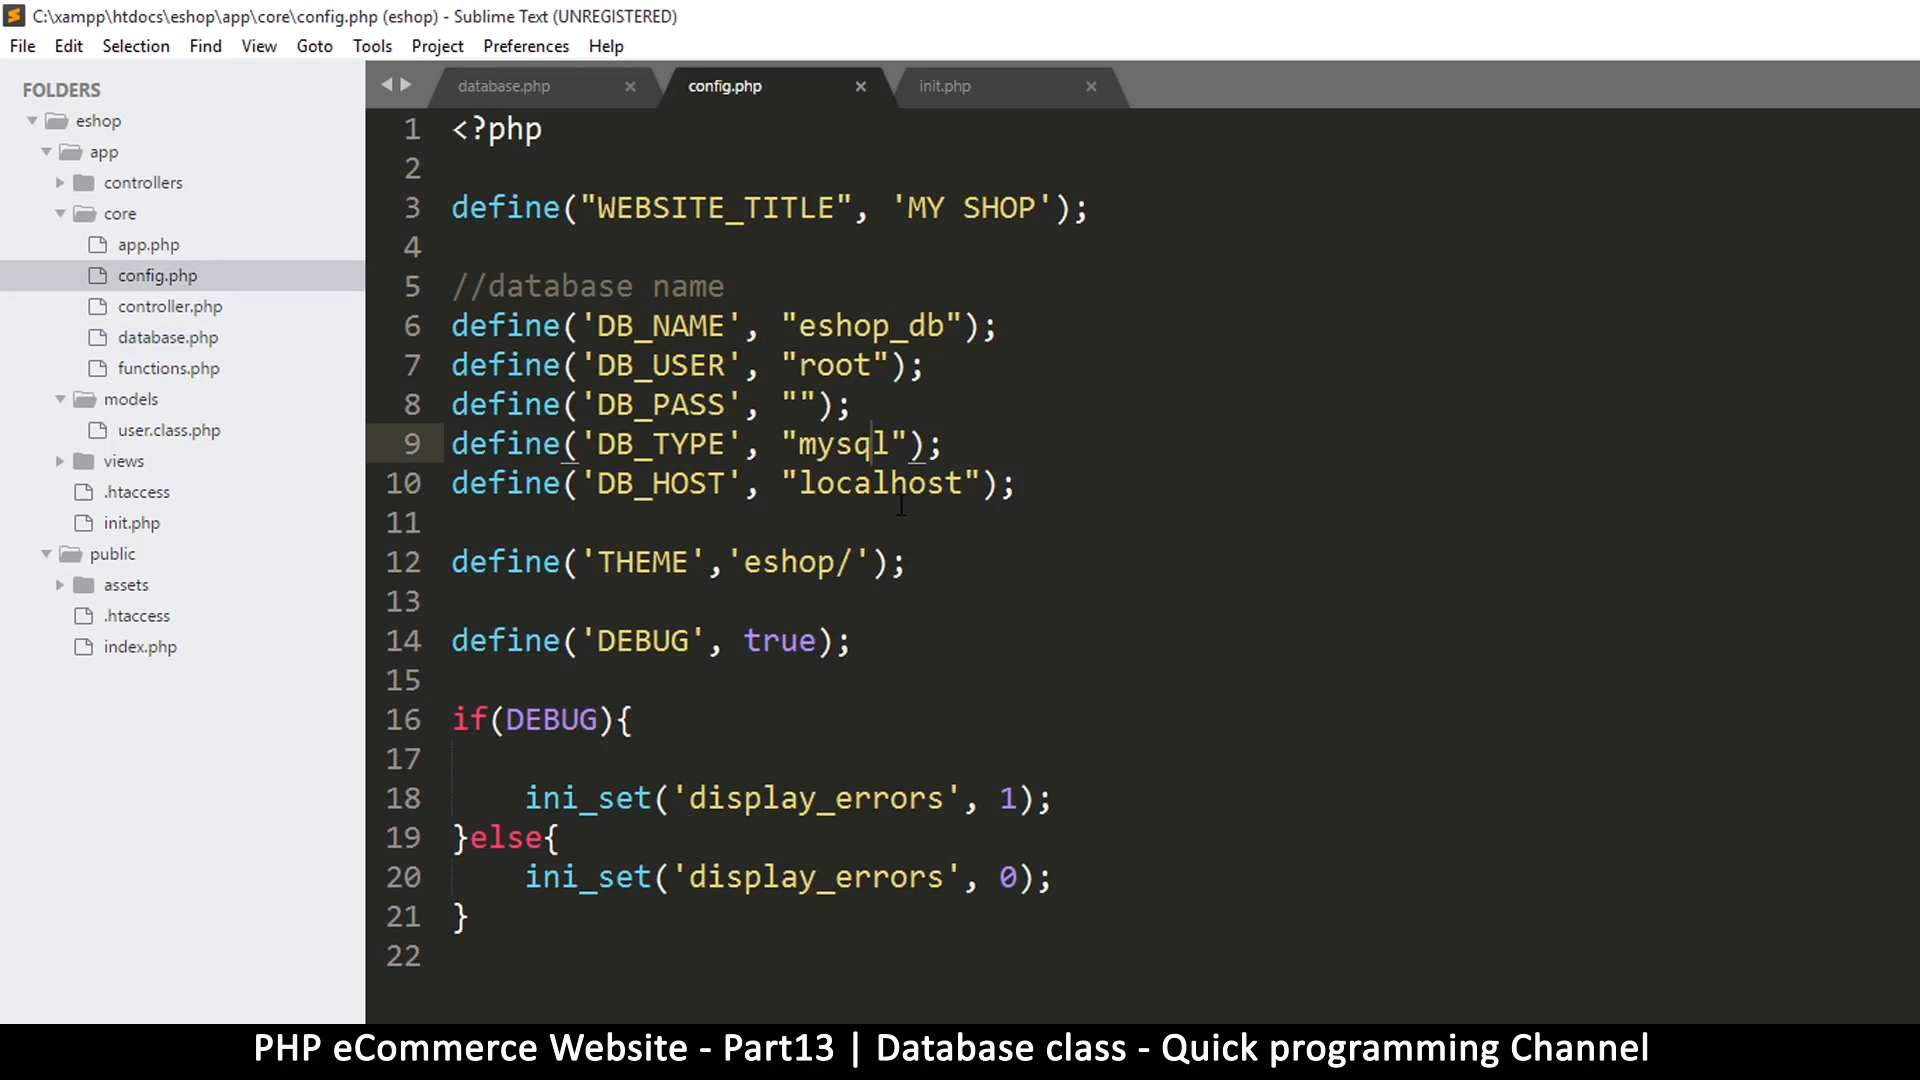 C:\xampp\htdocs\eshop\app\core\config.php (eshop) - Sublime Text (UNREGISTERED)
File Edit Selection Find View Goto Tools Project Preferences Help
FOLDERS
eshop
app
controllers
core
app.php
config.php
controller.php
database.php
functions.php
models
user.class.php
views
.htaccess
init.php
public
assets
.htaccess
index.php
database.php × config.php × init.php ×
1 <?php
2
3 define("WEBSITE_TITLE", 'MY SHOP');
4
5 //database name
6 define('DB_NAME', "eshop_db");
7 define('DB_USER', "root");
8 define('DB_PASS', "");
9 define('DB_TYPE', "mysql");
10 define('DB_HOST', "localhost");
11
12 define('THEME','eshop/');
13
14 define('DEBUG', true);
15
16 if(DEBUG){
17
18 ini_set('display_errors', 1);
19 }else{
20 ini_set('display_errors', 0);
21 }
22
PHP eCommerce Website - Part13 | Database class - Quick programming Channel